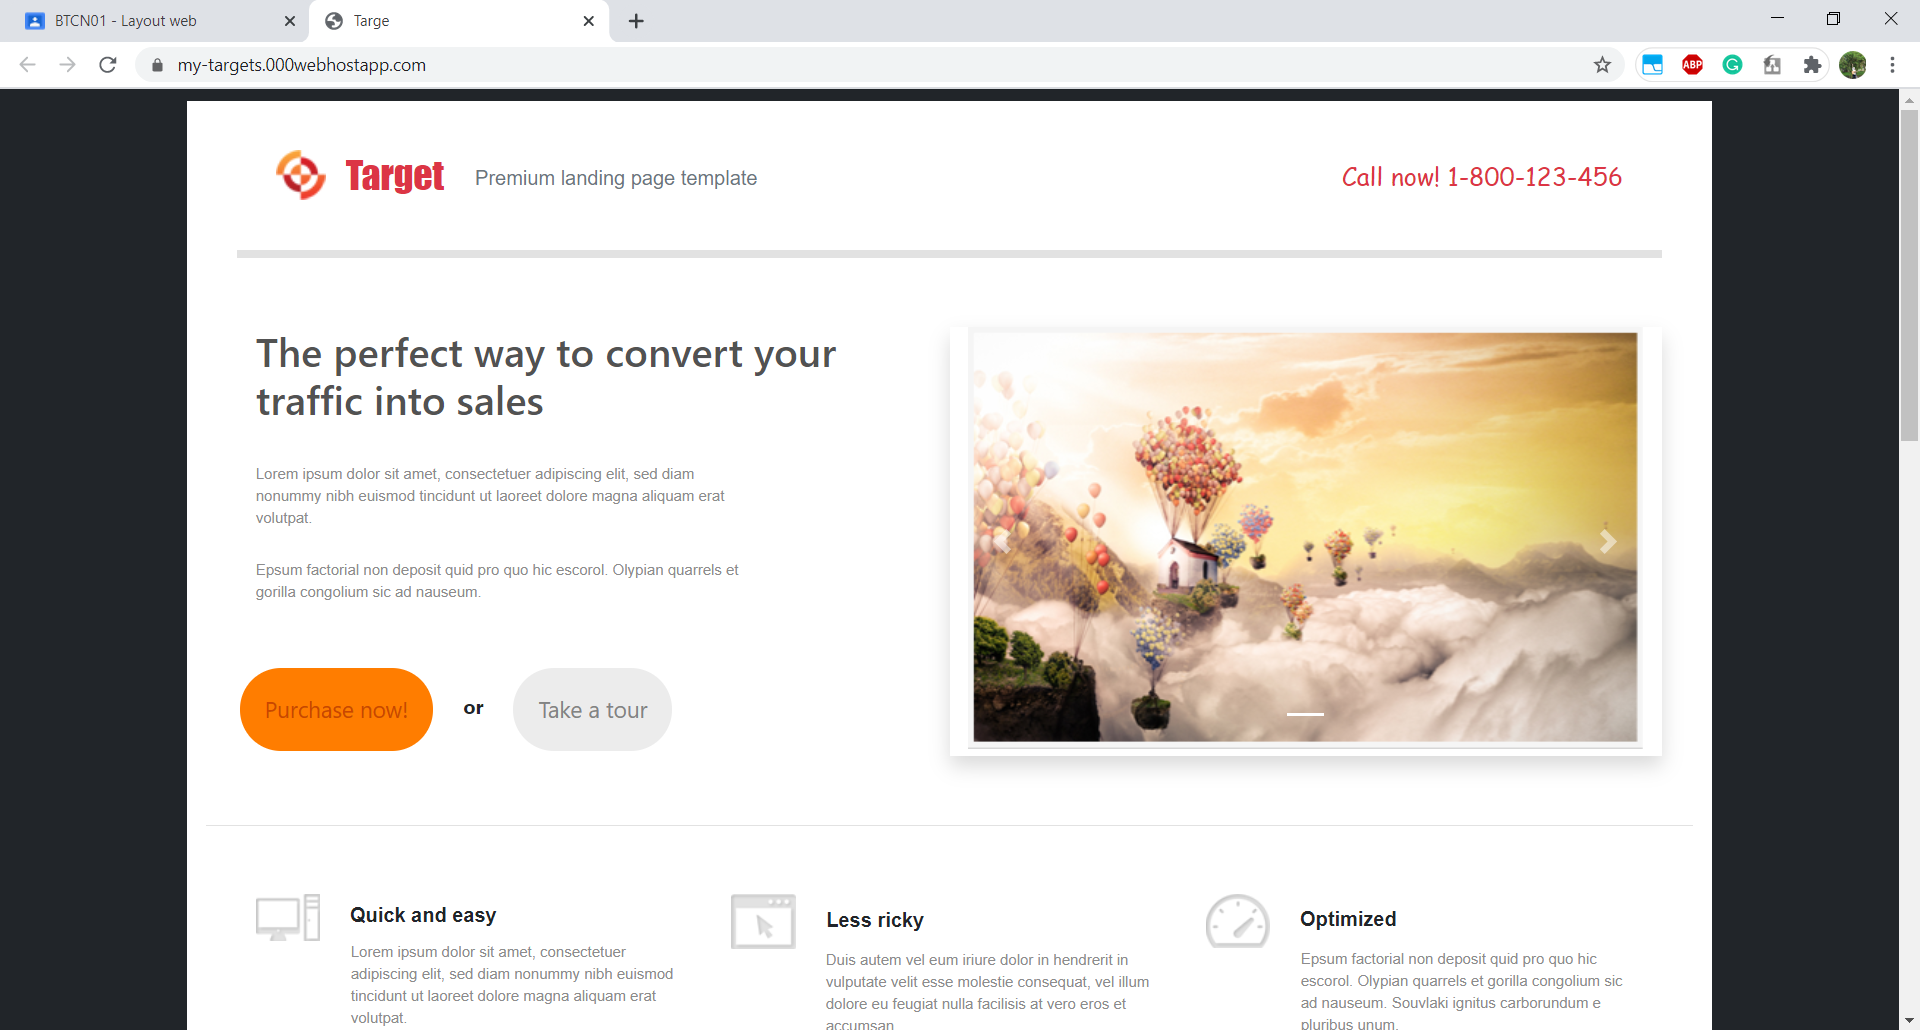 BTCN01 - Layout web
Targe
my-targets.000webhostapp.com
ABP
Target
Premium landing page template
Call now! 1-800-123-456
The perfect way to convert your
traffic into sales
Lorem ipsum dolor sit amet, consectetuer adipiscing elit, sed diam
nonummy nibh euismod tincidunt ut laoreet dolore magna aliquam erat
volutpat.
Epsum factorial non deposit quid pro quo hic escorol. Olypian quarrels et
gorilla congolium sic ad nauseum.
Purchase now!
or
Take a tour
Quick and easy
Lorem ipsum dolor sit amet, consectetuer
adipiscing elit, sed diam nonummy nibh euismod
tincidunt ut laoreet dolore magna aliquam erat
volutpat.
Less ricky
Duis autem vel eum iriure dolor in hendrerit in
vulputate velit esse molestie consequat, vel illum
dolore eu feugiat nulla facilisis at vero eros et
accumsan
Optimized
Epsum factorial non deposit quid pro quo hic
escorol. Olypian quarrels et gorilla congolium sic
ad nauseum. Souvlaki ignitus carborundum e
pluribus unum.